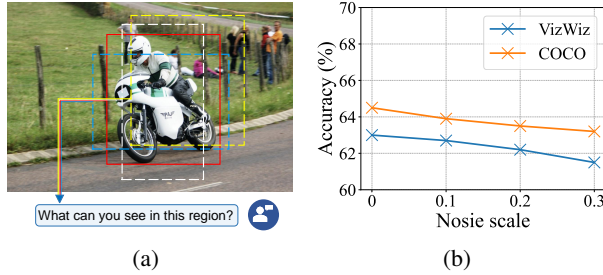 What can you see in this region?
(a)
70
68
66
64
62
60
Accuracy (%)
VizWiz
COCO
0 0.1 0.2 0.3
Nosie scale
(b)